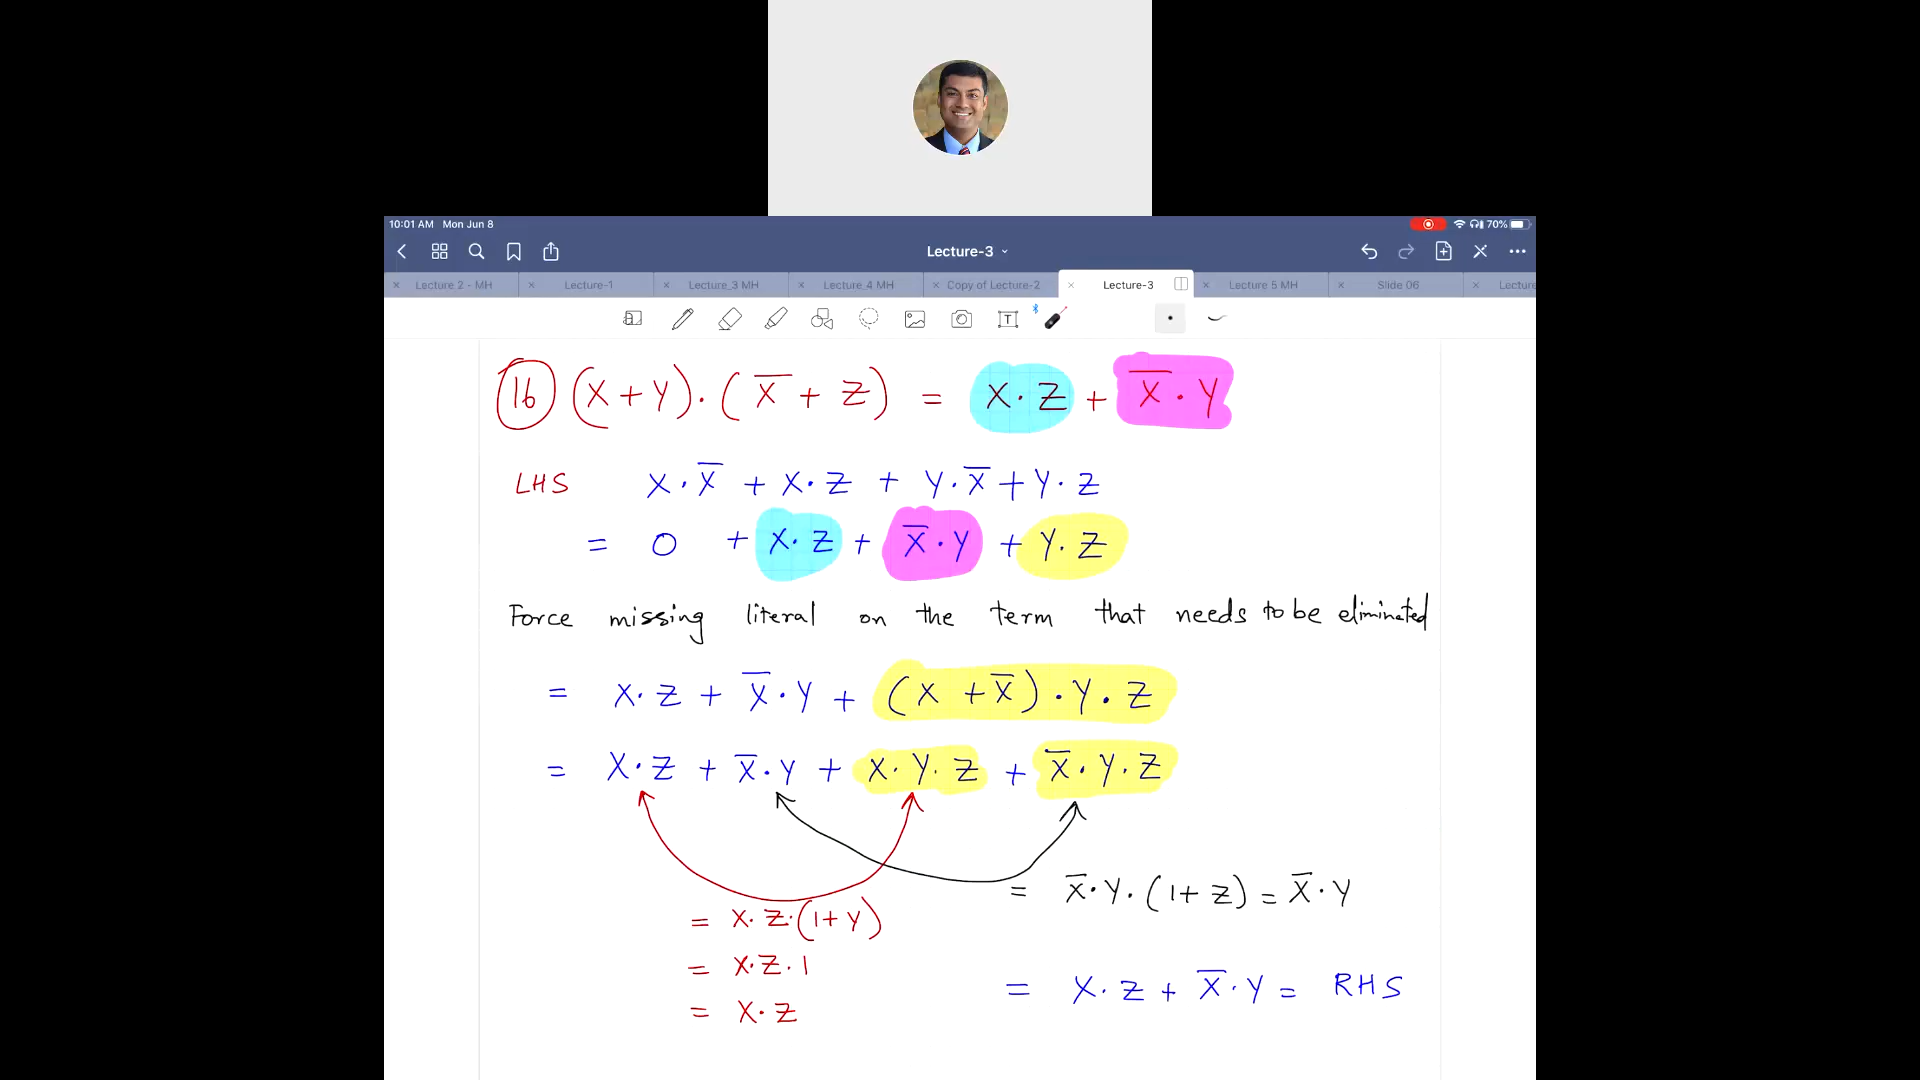 10:01 AM Mon Jun 8 70%
Lecture-3
Lecture 2 - MH Lecture-1 Lecture_3 MH Lecture_4 MH Copy of Lecture-2 Lecture-3 Lecture 5 MH Slide 06 Lecture
T
16 (X+Y)·(X̅ + Z) = X·Z + X̅·Y
LHS X·X̅ + X·Z + Y·X̅ + Y·Z
= 0 + X·Z + X̅·Y + Y·Z
Force missing literal on the term that needs to be eliminated
= X·Z + X̅·Y + (X + X̅)·Y·Z
= X·Z + X̅·Y + X·Y·Z + X̅·Y·Z
= X̅·Y·(1+Z) = X̅·Y
= X·Z·(1+Y)
= X·Z·1
= X·Z + X̅·Y = RHS
= X·Z